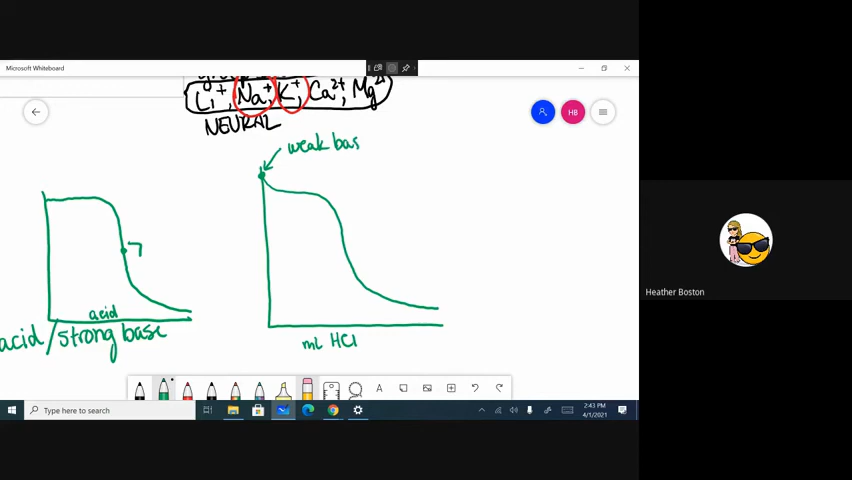 Microsoft Whiteboard
Li⁺, Na⁺, K⁺, Ca²⁺, Mg²⁺
NEURAL
HB
weak bas
7
acid
acid/strong base
mL HCl
Heather Boston
Type here to search
2:43 PM
4/1/2021